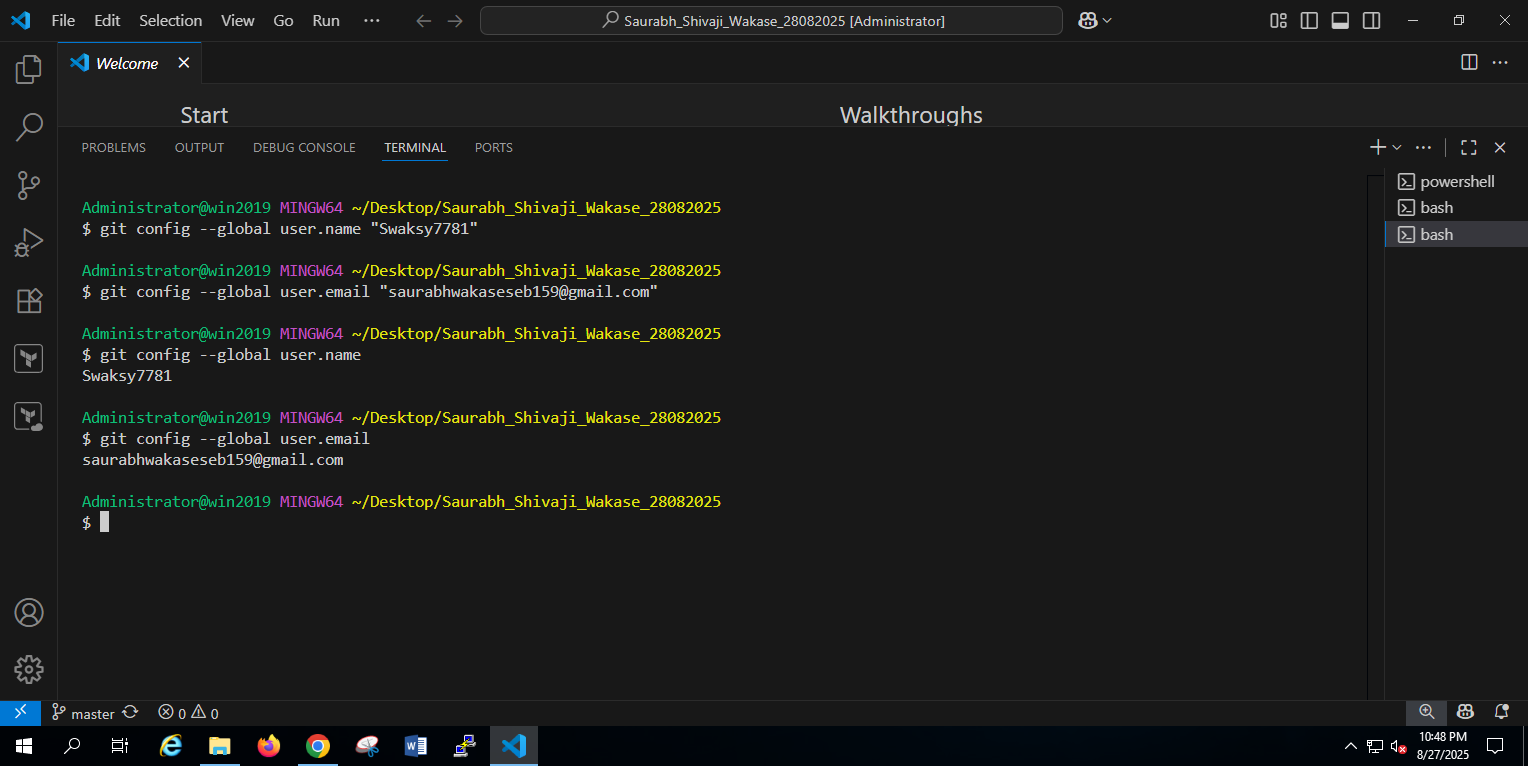 File Edit Selection View Go Run ···
Saurabh_Shivaji_Wakase_28082025 [Administrator]
Welcome
Start
Walkthroughs
PROBLEMS OUTPUT DEBUG CONSOLE TERMINAL PORTS
powershell
bash
bash
Administrator@win2019 MINGW64 ~/Desktop/Saurabh_Shivaji_Wakase_28082025
$ git config --global user.name "Swaksy7781"
Administrator@win2019 MINGW64 ~/Desktop/Saurabh_Shivaji_Wakase_28082025
$ git config --global user.email "saurabhwakaseseb159@gmail.com"
Administrator@win2019 MINGW64 ~/Desktop/Saurabh_Shivaji_Wakase_28082025
$ git config --global user.name
Swaksy7781
Administrator@win2019 MINGW64 ~/Desktop/Saurabh_Shivaji_Wakase_28082025
$ git config --global user.email
saurabhwakaseseb159@gmail.com
Administrator@win2019 MINGW64 ~/Desktop/Saurabh_Shivaji_Wakase_28082025
$
master 0 0
10:48 PM
8/27/2025